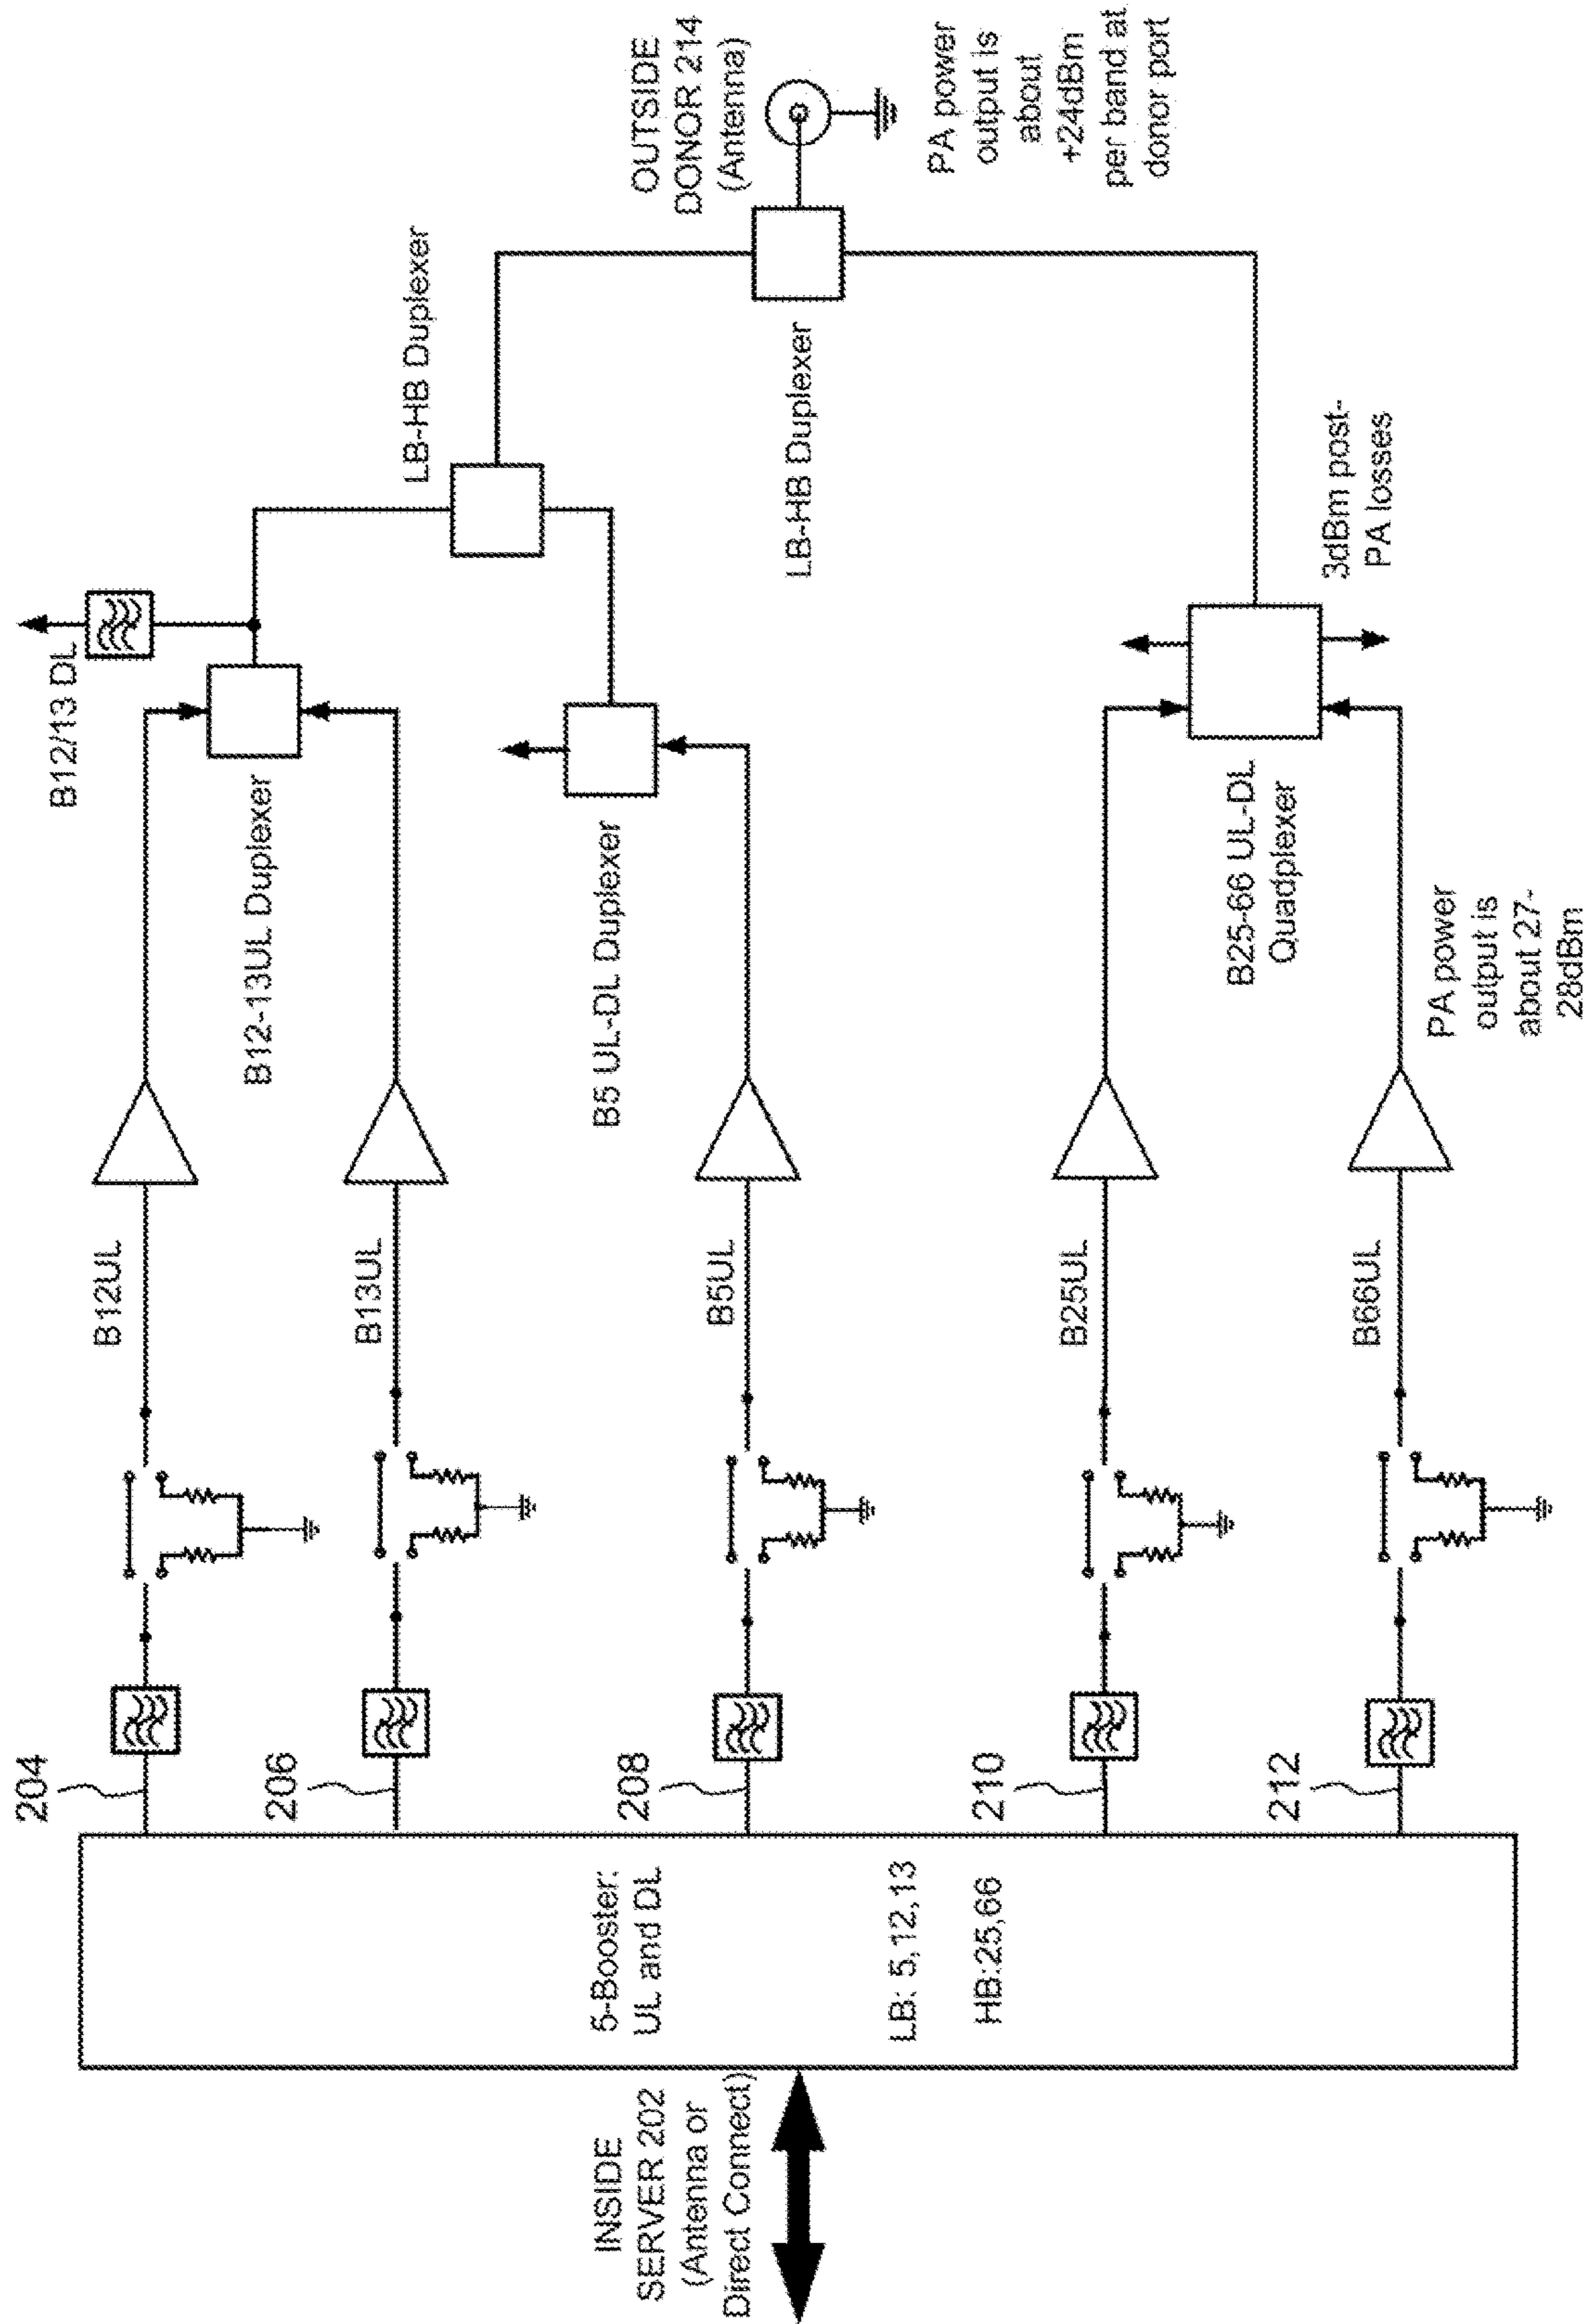 INSIDE
SERVER 202
(Antenna or
Direct Connect)
5-Booster:
UL and DL
LB: 5,12,13
HB:25,66
204
206
208
210
212
B12UL
B13UL
B5UL
B25UL
B66UL
B12/13 DL
B12-13UL Duplexer
B5 UL-DL Duplexer
B25-66 UL-DL
Quadplexer
PA power
output is
about 27-
28dBm
LB-HB Duplexer
LB-HB Duplexer
3dBm post-
PA losses
OUTSIDE
DONOR 214
(Antenna)
PA power
output is
about
+24dBm
per band at
donor port